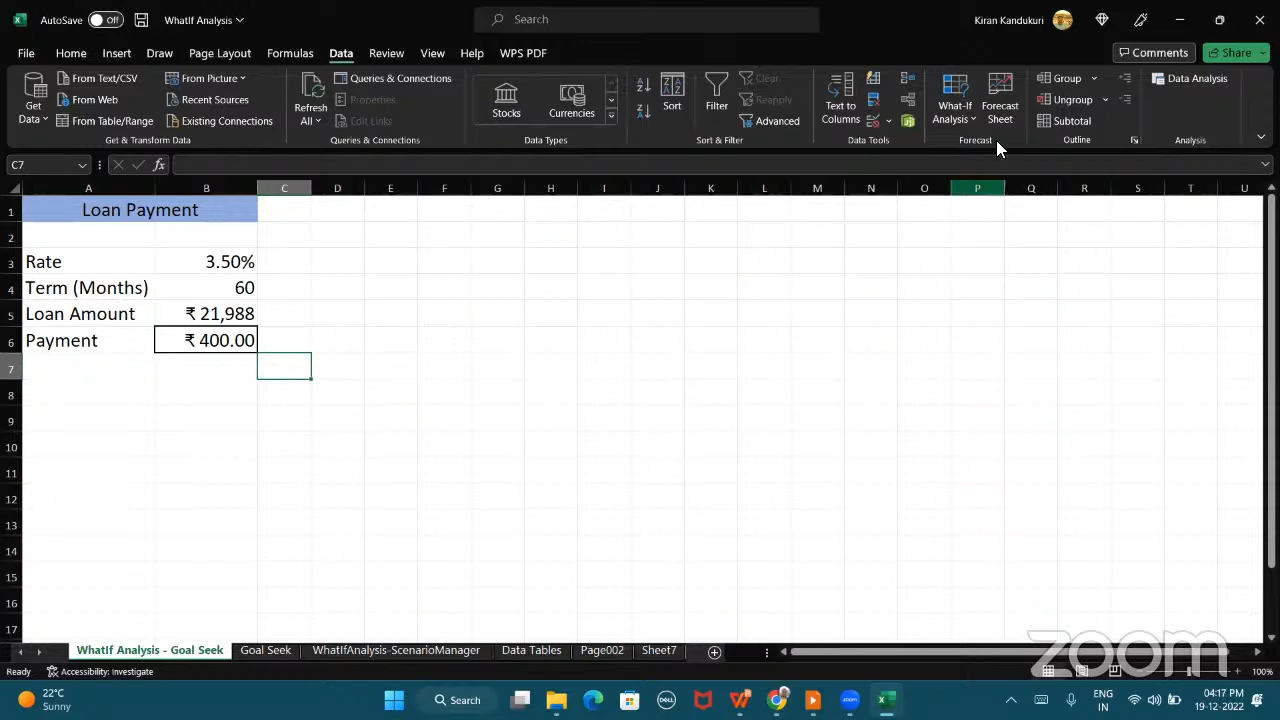 AutoSave Off WhatIf Analysis Search Kiran Kandukuri
File Home Insert Draw Page Layout Formulas Data Review View Help WPS PDF Comments Share
Get Data
From Text/CSV
From Web
From Table/Range
From Picture
Recent Sources
Existing Connections
Get & Transform Data
Refresh All
Queries & Connections
Properties
Edit Links
Queries & Connections
Stocks
Currencies
Data Types
Sort
Filter
Clear
Reapply
Advanced
Sort & Filter
Text to Columns
Data Tools
What-If Analysis
Forecast Sheet
Forecast
Group
Ungroup
Subtotal
Outline
Data Analysis
Analysis
C7 fx
A B C D E F G H I J K L M N O P Q R S T U
1 Loan Payment
2
3 Rate 3.50%
4 Term (Months) 60
5 Loan Amount ₹ 21,988
6 Payment ₹ 400.00
7
8
9
10
11
12
13
14
15
16
17
WhatIf Analysis - Goal Seek Goal Seek WhatIfAnalysis-ScenarioManager Data Tables Page002 Sheet7
zoom
Ready Accessibility: Investigate 100%
22°C
Sunny
Search
DELL
zoom
ENG
IN
04:17 PM
19-12-2022